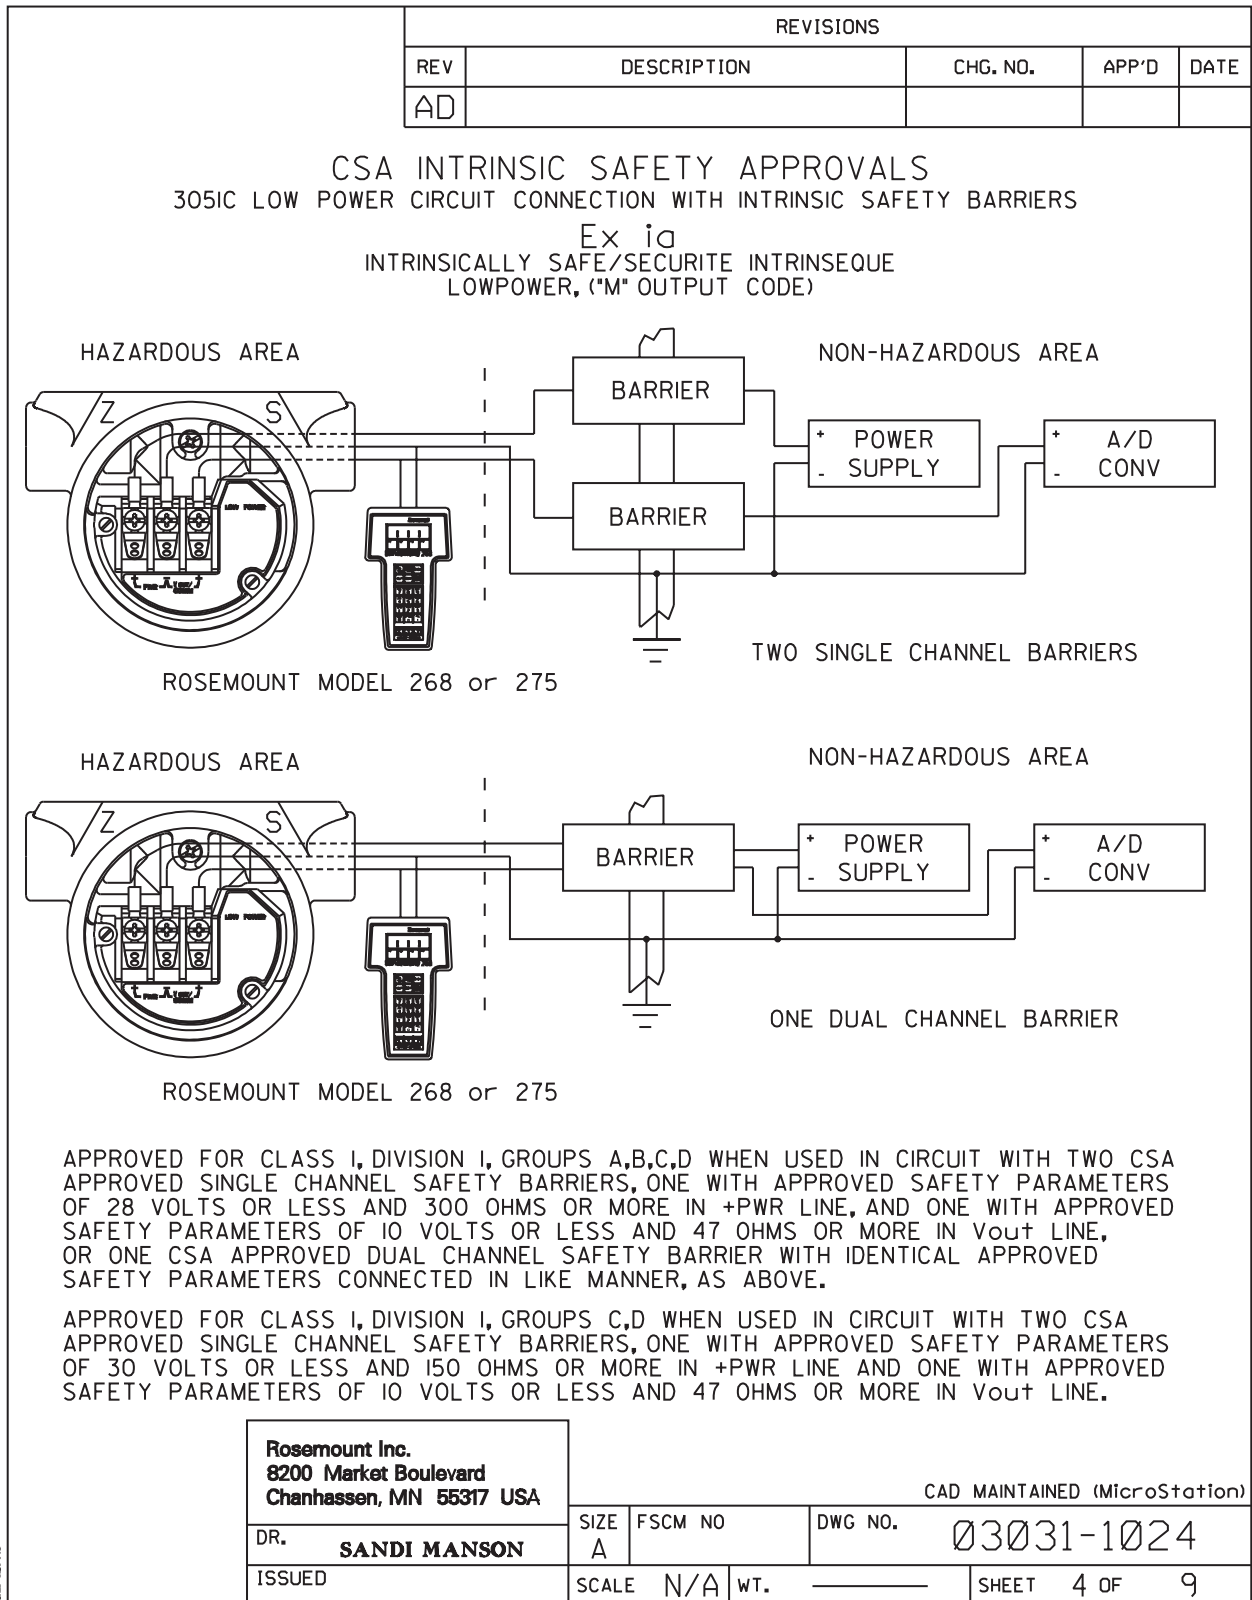 REVISIONS
REV DESCRIPTION CHG. NO. APP'D DATE
AD
CSA INTRINSIC SAFETY APPROVALS
3051C LOW POWER CIRCUIT CONNECTION WITH INTRINSIC SAFETY BARRIERS
Ex ia
INTRINSICALLY SAFE/SECURITE INTRINSEQUE
LOWPOWER, ("M" OUTPUT CODE)
HAZARDOUS AREA
NON-HAZARDOUS AREA
BARRIER
Z S
+ POWER
- SUPPLY
+ A/D
- CONV
LOW POWER
BARRIER
TWO SINGLE CHANNEL BARRIERS
ROSEMOUNT MODEL 268 or 275
HAZARDOUS AREA
NON-HAZARDOUS AREA
Z S
BARRIER
+ POWER
- SUPPLY
+ A/D
- CONV
LOW POWER
ONE DUAL CHANNEL BARRIER
ROSEMOUNT MODEL 268 or 275
APPROVED FOR CLASS I, DIVISION I, GROUPS A,B,C,D WHEN USED IN CIRCUIT WITH TWO CSA
APPROVED SINGLE CHANNEL SAFETY BARRIERS, ONE WITH APPROVED SAFETY PARAMETERS
OF 28 VOLTS OR LESS AND 300 OHMS OR MORE IN +PWR LINE, AND ONE WITH APPROVED
SAFETY PARAMETERS OF 10 VOLTS OR LESS AND 47 OHMS OR MORE IN Vout LINE,
OR ONE CSA APPROVED DUAL CHANNEL SAFETY BARRIER WITH IDENTICAL APPROVED
SAFETY PARAMETERS CONNECTED IN LIKE MANNER, AS ABOVE.
APPROVED FOR CLASS I, DIVISION I, GROUPS C,D WHEN USED IN CIRCUIT WITH TWO CSA
APPROVED SINGLE CHANNEL SAFETY BARRIERS, ONE WITH APPROVED SAFETY PARAMETERS
OF 30 VOLTS OR LESS AND 150 OHMS OR MORE IN +PWR LINE AND ONE WITH APPROVED
SAFETY PARAMETERS OF 10 VOLTS OR LESS AND 47 OHMS OR MORE IN Vout LINE.
Rosemount Inc.
8200 Market Boulevard
Chanhassen, MN 55317 USA
CAD MAINTAINED (MicroStation)
DR. SANDI MANSON
SIZE A FSCM NO DWG NO. 03031-1024
ISSUED
SCALE N/A WT. SHEET 4 OF 9